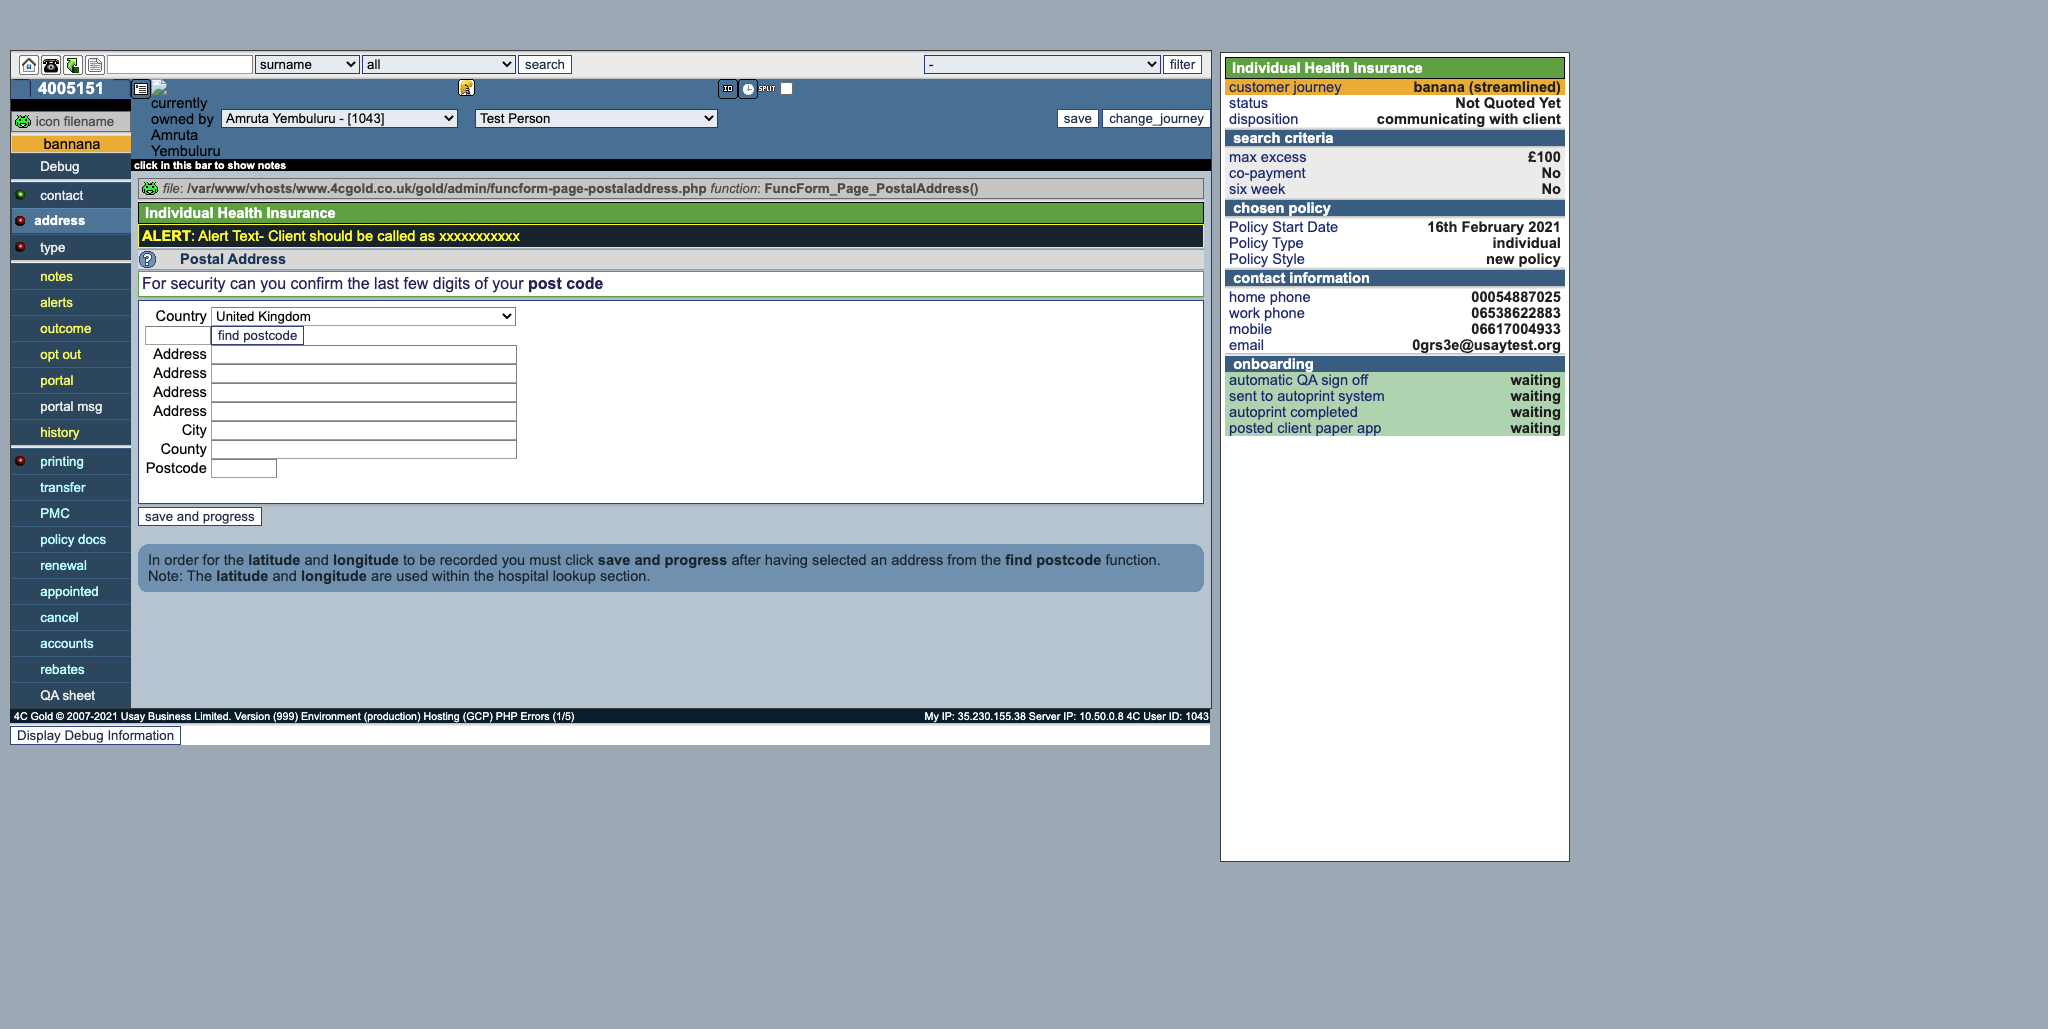 surname all search - filter
4005151 ID SPLIT
currently owned by Amruta Yembuluru
Amruta Yembuluru - [1043] Test Person save change_journey
click in this bar to show notes
icon filename
bannana
Debug
contact
address
type
notes
alerts
outcome
opt out
portal
portal msg
history
printing
transfer
PMC
policy docs
renewal
appointed
cancel
accounts
rebates
QA sheet
file: /var/www/vhosts/www.4cgold.co.uk/gold/admin/funcform-page-postaladdress.php function: FuncForm_Page_PostalAddress()
Individual Health Insurance
ALERT: Alert Text- Client should be called as xxxxxxxxxxx
? Postal Address
For security can you confirm the last few digits of your post code
Country United Kingdom
find postcode
Address
Address
Address
Address
City
County
Postcode
save and progress
In order for the latitude and longitude to be recorded you must click save and progress after having selected an address from the find postcode function.
Note: The latitude and longitude are used within the hospital lookup section.
4C Gold © 2007-2021 Usay Business Limited. Version (999) Environment (production) Hosting (GCP) PHP Errors (1/5) My IP: 35.230.155.38 Server IP: 10.50.0.8 4C User ID: 1043
Display Debug Information
Individual Health Insurance
customer journey banana (streamlined)
status Not Quoted Yet
disposition communicating with client
search criteria
max excess £100
co-payment No
six week No
chosen policy
Policy Start Date 16th February 2021
Policy Type individual
Policy Style new policy
contact information
home phone 00054887025
work phone 06538622883
mobile 06617004933
email 0grs3e@usaytest.org
onboarding
automatic QA sign off waiting
sent to autoprint system waiting
autoprint completed waiting
posted client paper app waiting